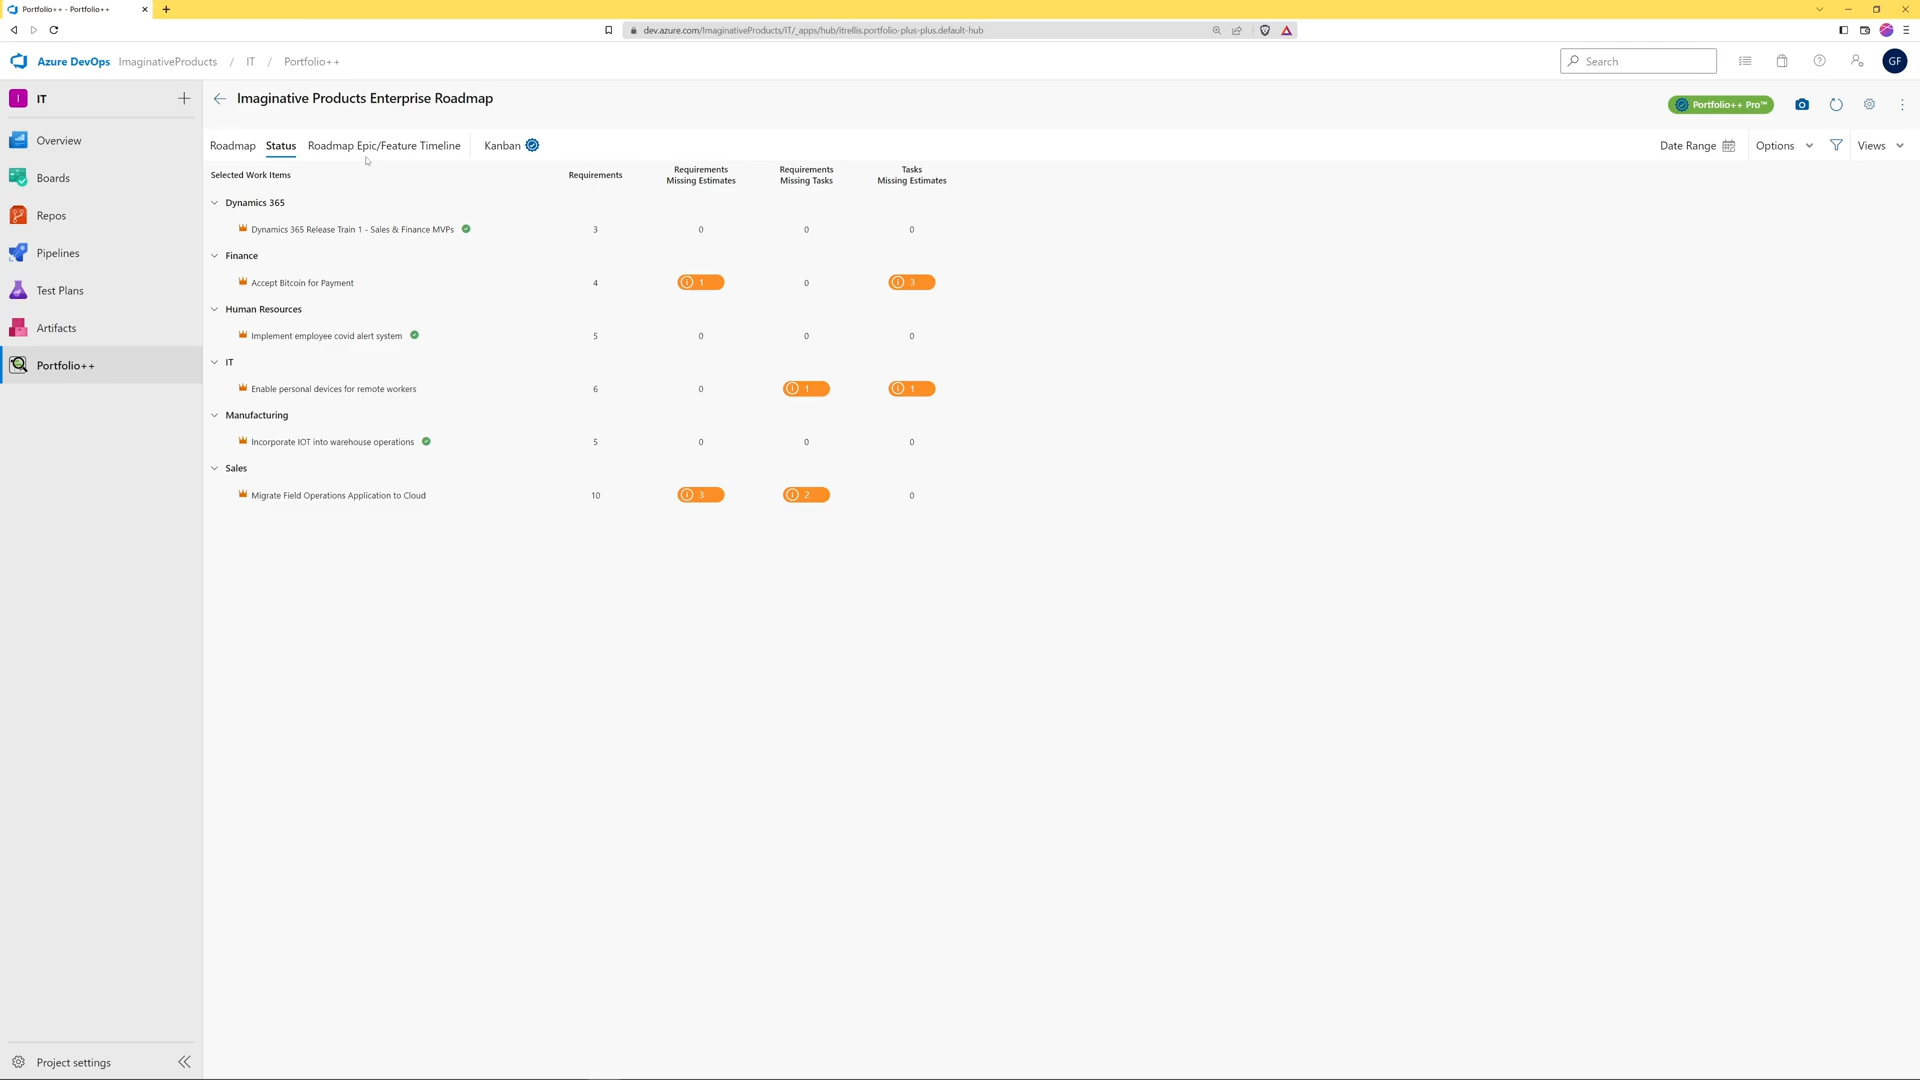 Portfolio++ - Portfolio++
dev.azure.com/ImaginativeProducts/IT/_apps/hub/itrellis.portfolio-plus-plus.default-hub
Azure DevOps ImaginativeProducts / IT / Portfolio++
Search
GF
I IT
Imaginative Products Enterprise Roadmap
Portfolio++ Pro™
Overview
Boards
Repos
Pipelines
Test Plans
Artifacts
Portfolio++
Project settings
Roadmap Status Roadmap Epic/Feature Timeline Kanban
Date Range Options Views
Selected Work Items Requirements Requirements Missing Estimates Requirements Missing Tasks Tasks Missing Estimates
Dynamics 365
Dynamics 365 Release Train 1 - Sales & Finance MVPs 3 0 0 0
Finance
Accept Bitcoin for Payment 4 1 0 3
Human Resources
Implement employee covid alert system 5 0 0 0
IT
Enable personal devices for remote workers 6 0 1 1
Manufacturing
Incorporate IOT into warehouse operations 5 0 0 0
Sales
Migrate Field Operations Application to Cloud 10 3 2 0